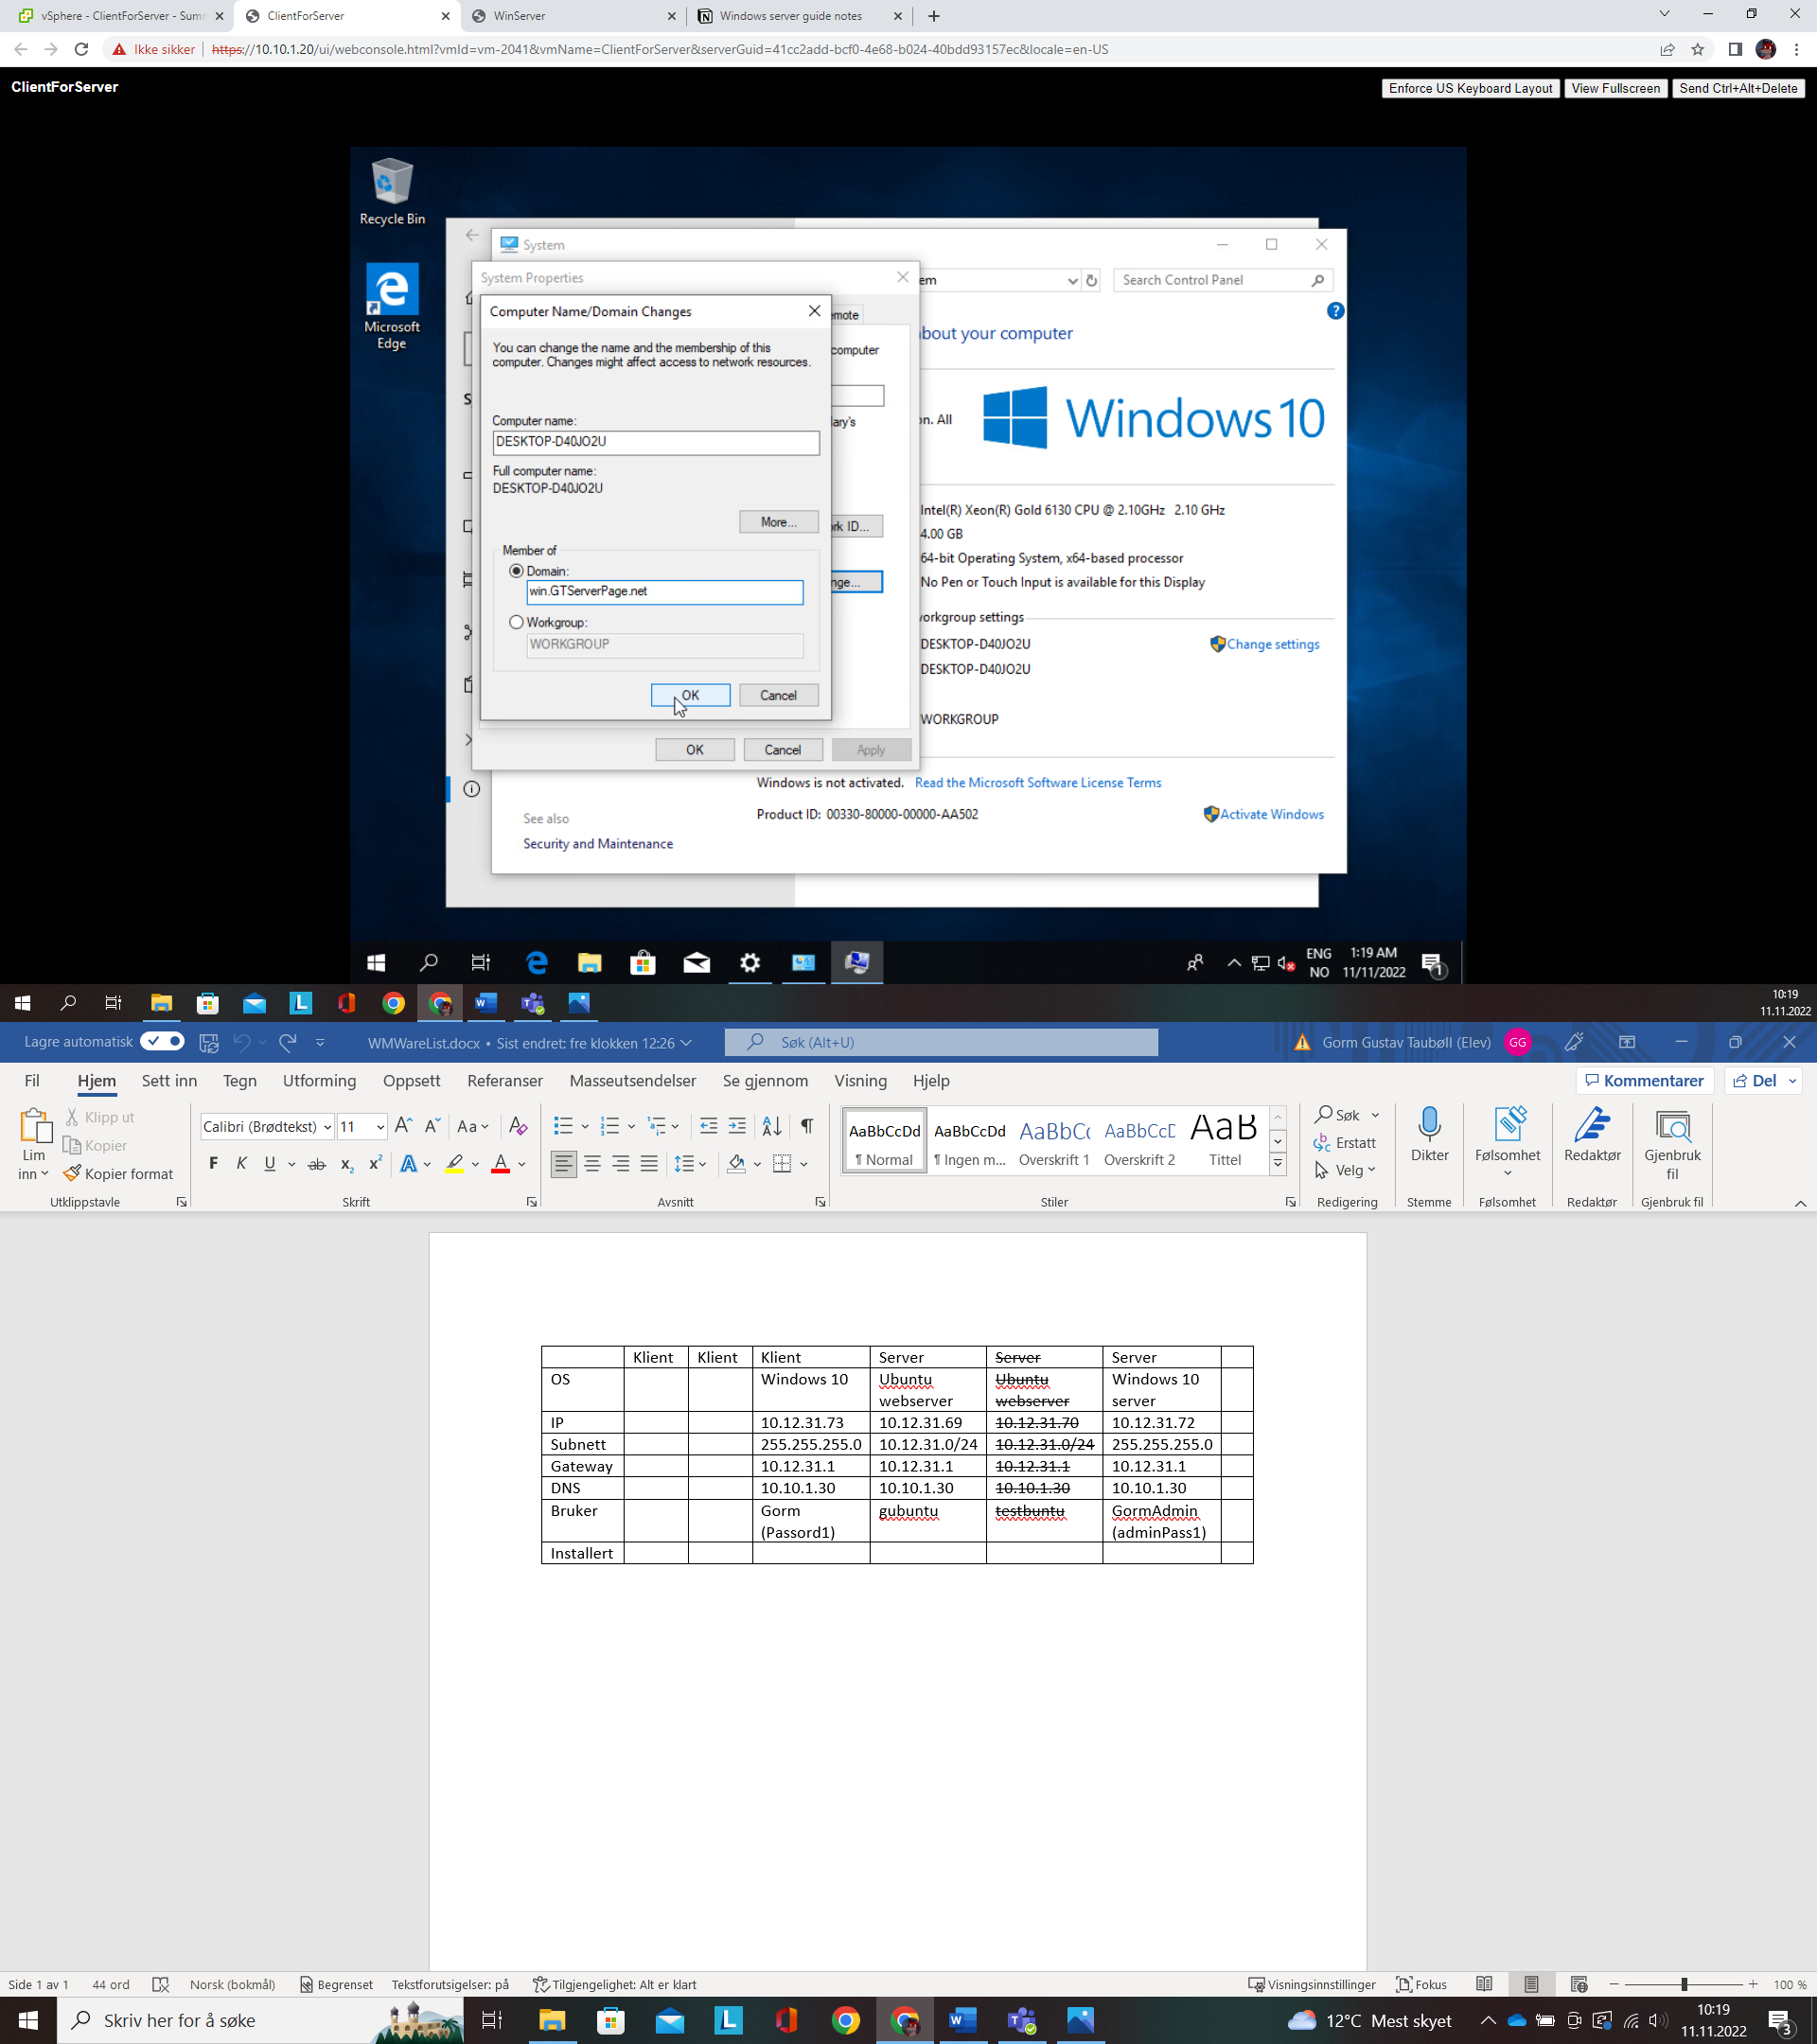 vSphere - ClientForServer - Sum
ClientForServer
WinServer
Windows server guide notes
Ikke sikker
https://10.10.1.20/ui/webconsole.html?vmId=vm-2041&vmName=ClientForServer&serverGuid=41cc2add-bcf0-4e68-b024-40bdd93157ec&locale=en-US
ClientForServer
Enforce US Keyboard Layout
View Fullscreen
Send Ctrl+Alt+Delete
Recycle Bin
Microsoft
Edge
System
System Properties
em
Search Control Panel
Computer Name/Domain Changes
emote
bout your computer
You can change the name and the membership of this
computer. Changes might affect access to network resources.
computer
ary's
on. All
Windows 10
Computer name:
DESKTOP-D40JO2U
Full computer name:
DESKTOP-D40JO2U
More...
rk ID...
Intel(R) Xeon(R) Gold 6130 CPU @ 2.10GHz 2.10 GHz
4.00 GB
64-bit Operating System, x64-based processor
No Pen or Touch Input is available for this Display
Member of
Domain:
win.GTServerPage.net
nge...
Workgroup:
WORKGROUP
orkgroup settings
DESKTOP-D40JO2U
Change settings
DESKTOP-D40JO2U
WORKGROUP
OK
Cancel
OK
Cancel
Apply
Windows is not activated. Read the Microsoft Software License Terms
Product ID: 00330-80000-00000-AA502
Activate Windows
See also
Security and Maintenance
ENG
NO
1:19 AM
11/11/2022
1
10:19
11.11.2022
Lagre automatisk
WMWareList.docx • Sist endret: fre klokken 12:26
Søk (Alt+U)
Gorm Gustav Taubøll (Elev)
GG
Fil
Hjem
Sett inn
Tegn
Utforming
Oppsett
Referanser
Masseutsendelser
Se gjennom
Visning
Hjelp
Kommentarer
Del
Lim
inn
Klipp ut
Kopier
Kopier format
Utklippstavle
Calibri (Brødtekst)
11
Aa
F K U ab x2 x2 A A
Skrift
Avsnitt
AaBbCcDd
¶ Normal
AaBbCcDd
¶ Ingen m...
AaBbC
Overskrift 1
AaBbCcE
Overskrift 2
AaB
Tittel
Stiler
Søk
Erstatt
Velg
Redigering
Dikter
Stemme
Følsomhet
Følsomhet
Redaktør
Redaktør
Gjenbruk
fil
Gjenbruk fil
Klient Klient Klient Server Server Server
OS Windows 10 Ubuntu webserver Ubuntu webserver Windows 10 server
IP 10.12.31.73 10.12.31.69 10.12.31.70 10.12.31.72
Subnett 255.255.255.0 10.12.31.0/24 10.12.31.0/24 255.255.255.0
Gateway 10.12.31.1 10.12.31.1 10.12.31.1 10.12.31.1
DNS 10.10.1.30 10.10.1.30 10.10.1.30 10.10.1.30
Bruker Gorm (Passord1) gubuntu testbuntu GormAdmin (adminPass1)
Installert
Side 1 av 1
44 ord
Norsk (bokmål)
Begrenset
Tekstforutsigelser: på
Tilgjengelighet: Alt er klart
Visningsinnstillinger
Fokus
100 %
Skriv her for å søke
12°C Mest skyet
10:19
11.11.2022
3